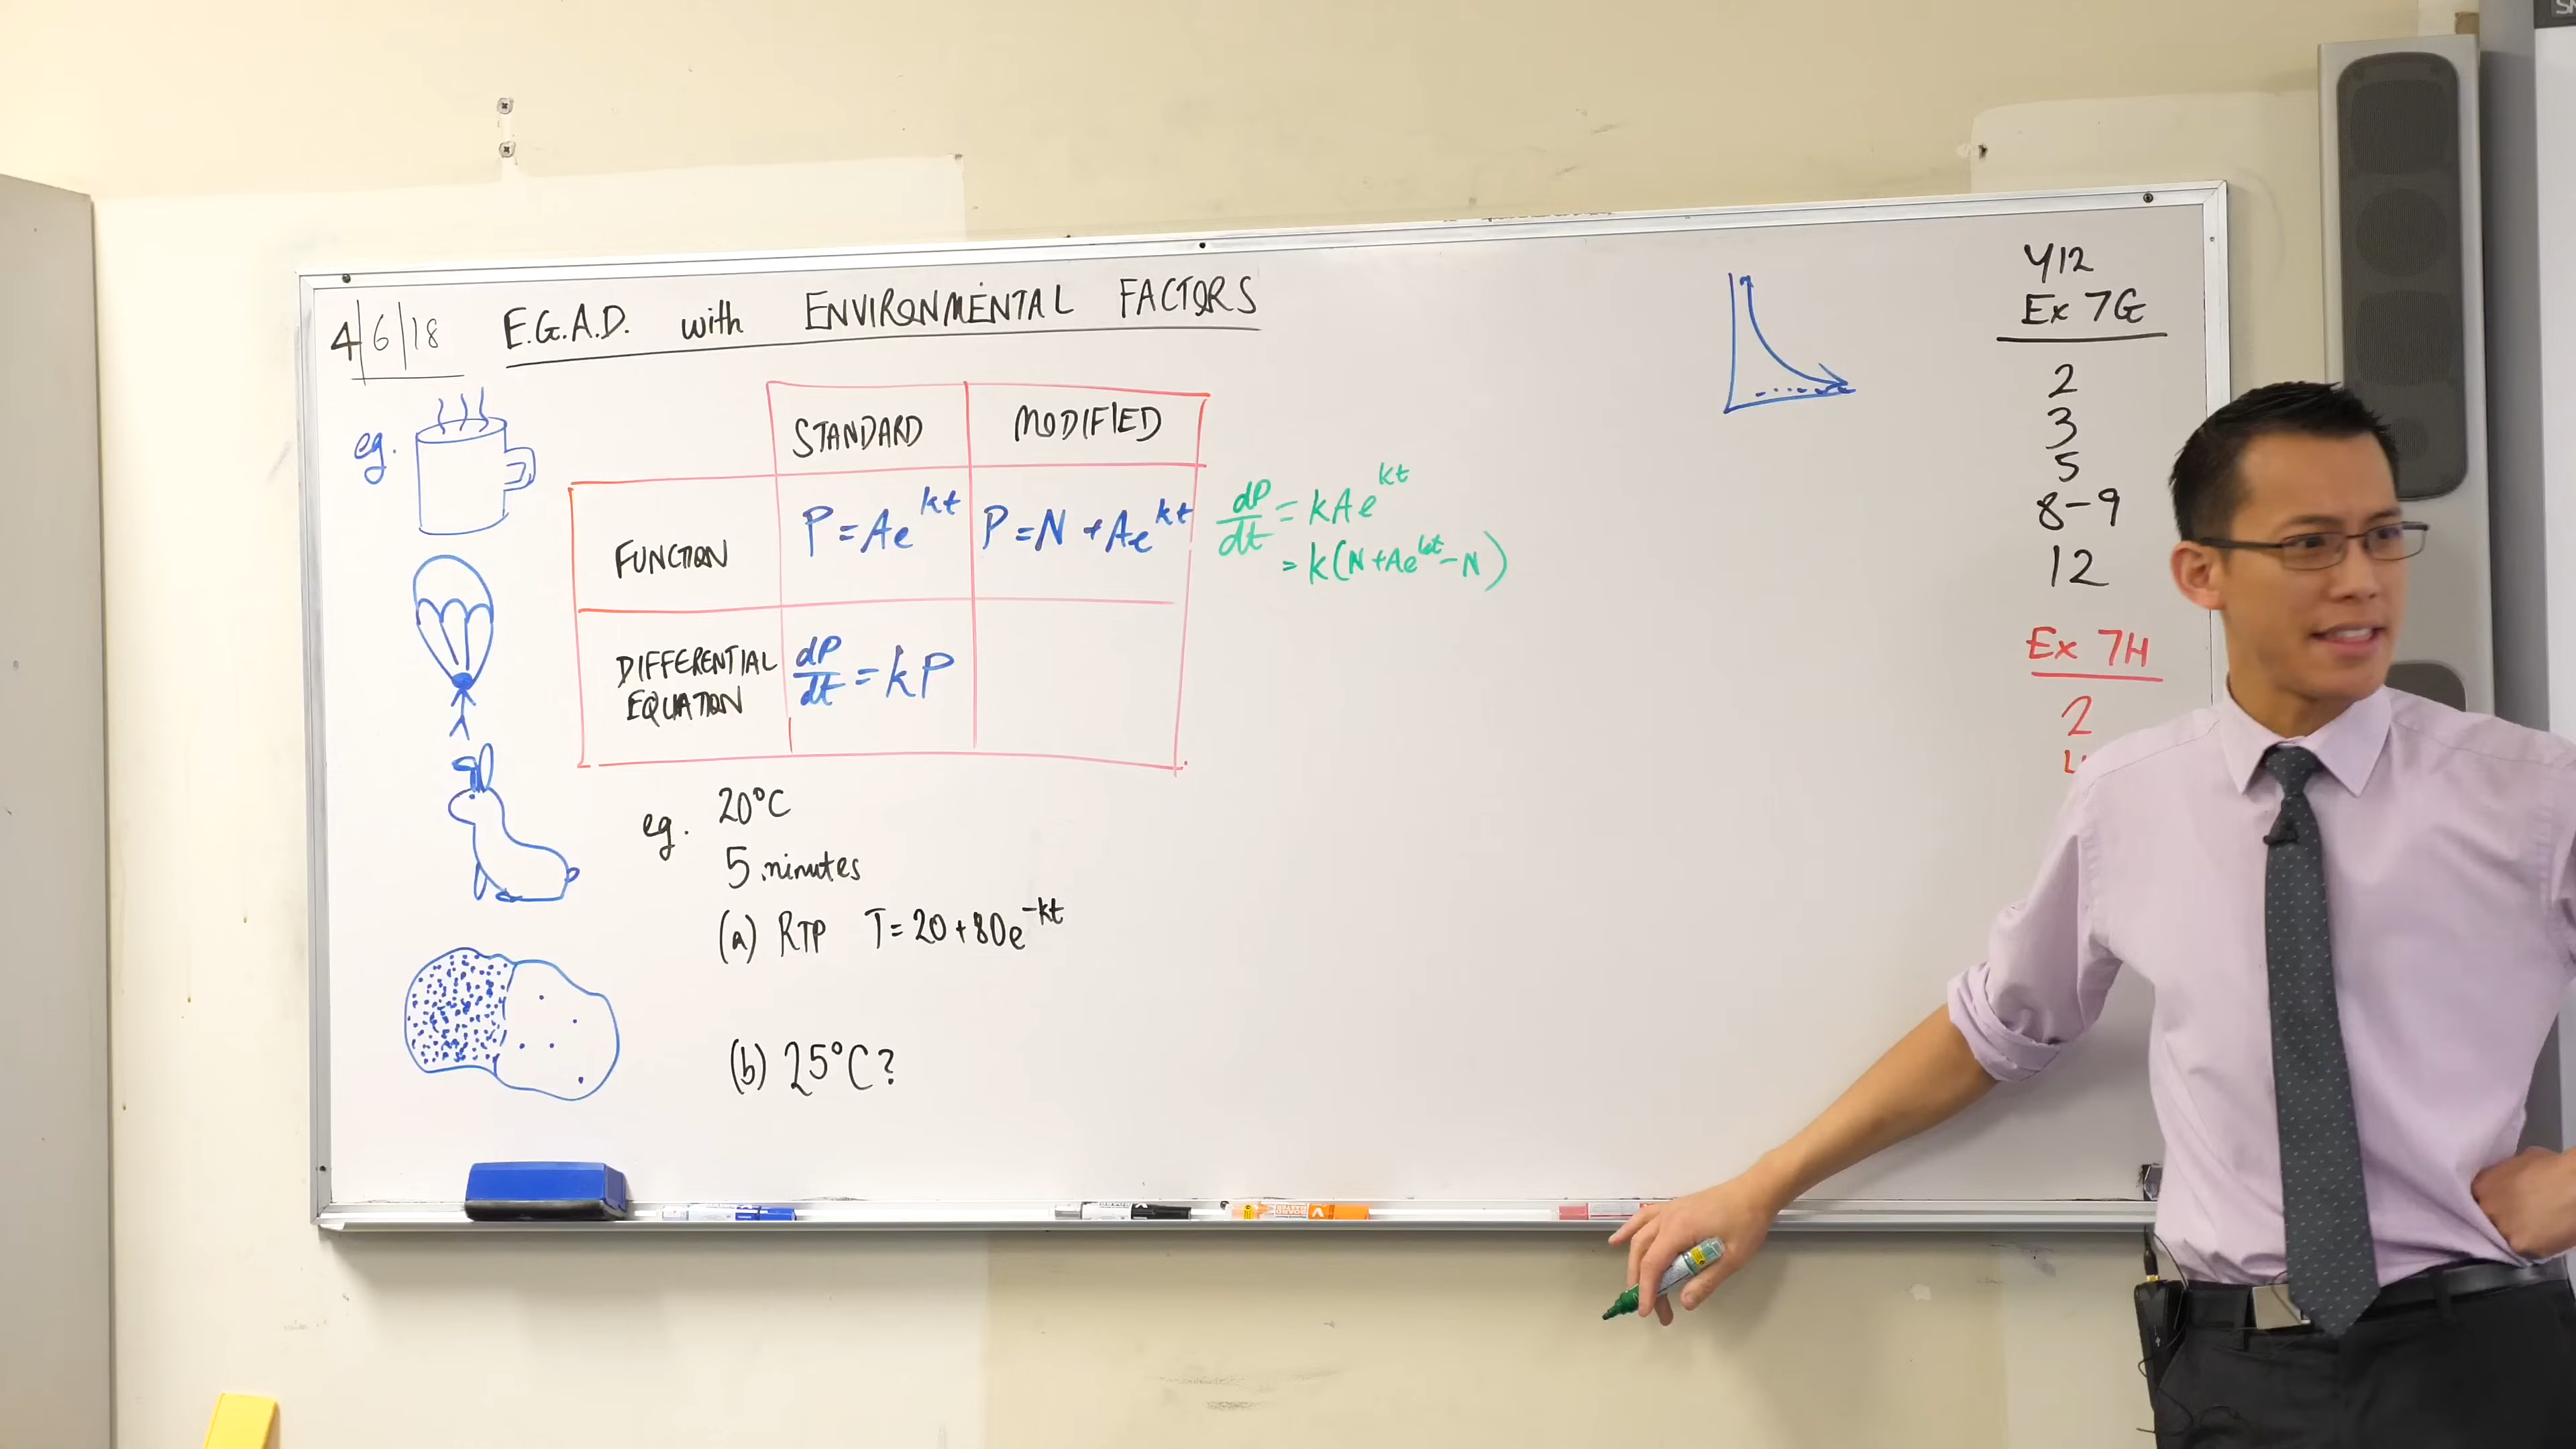 4/6/18 E.G.A.D. with ENVIRONMENTAL FACTORS
eg.
STANDARD MODIFIED
FUNCTION P=Ae^kt P=N+Ae^kt
dP/dt = kAe^kt
= k(N+Ae^kt-N)
DIFFERENTIAL EQUATION dP/dt = kP
eg. 20°C
5 minutes
(a) RTP T=20+80e^-kt
(b) 25°C?
Y12
Ex 7G
2
3
5
8-9
12
Ex 7H
2